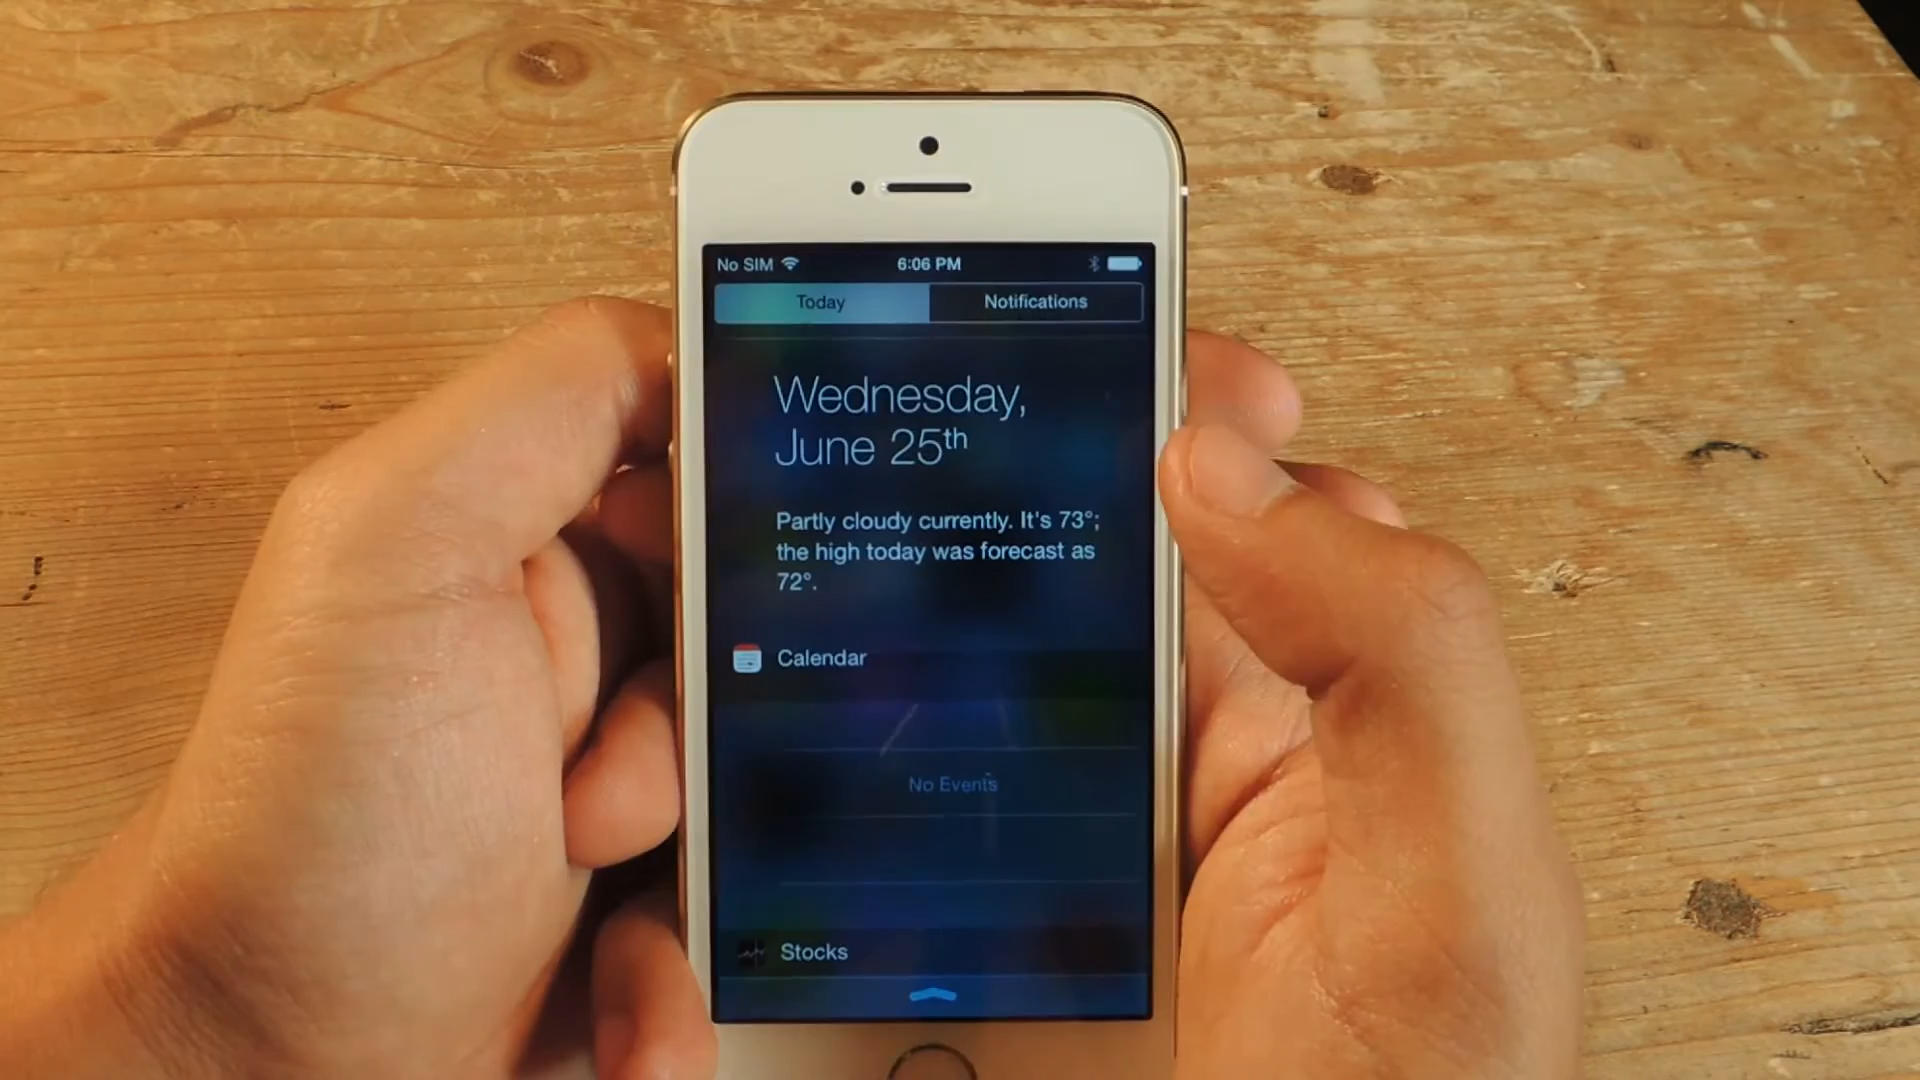 No SIM 6:06 PM
Today Notifications
Wednesday,
June 25th
Partly cloudy currently. It's 73°;
the high today was forecast as
72°.
Calendar
No Events
Stocks